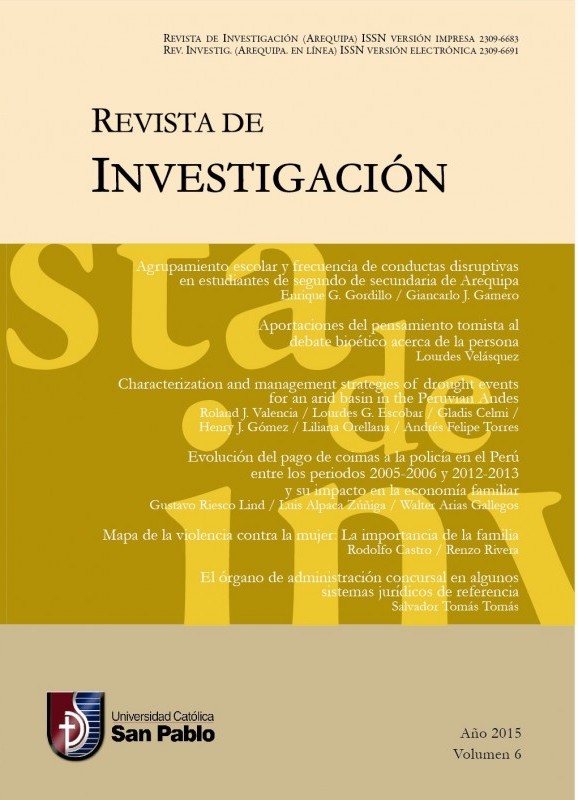 Revista de Investigación (Arequipa) ISSN versión impresa 2309-6683
Rev. Investig. (Arequipa. en línea) ISSN versión electrónica 2309-6691
Revista de
Investigación
Agrupamiento escolar y frecuencia de conductas disruptivas
en estudiantes de segundo de secundaria de Arequipa
Enrique G. Gordillo / Giancarlo J. Gamero
Aportaciones del pensamiento tomista al
debate bioético acerca de la persona
Lourdes Velásquez
Characterization and management strategies of drought events
for an arid basin in the Peruvian Andes
Roland J. Valencia / Lourdes G. Escobar / Gladis Celmi /
Henry J. Gómez / Liliana Orellana / Andrés Felipe Torres
Evolución del pago de coimas a la policía en el Perú
entre los periodos 2005-2006 y 2012-2013
y su impacto en la economía familiar
Gustavo Riesco Lind / Luis Alpaca Zúñiga / Walter Arias Gallegos
Mapa de la violencia contra la mujer: La importancia de la familia
Rodolfo Castro / Renzo Rivera
El órgano de administración concursal en algunos
sistemas jurídicos de referencia
Salvador Tomás Tomás
sta
de
inv
Universidad Católica
San Pablo
Año 2015
Volumen 6